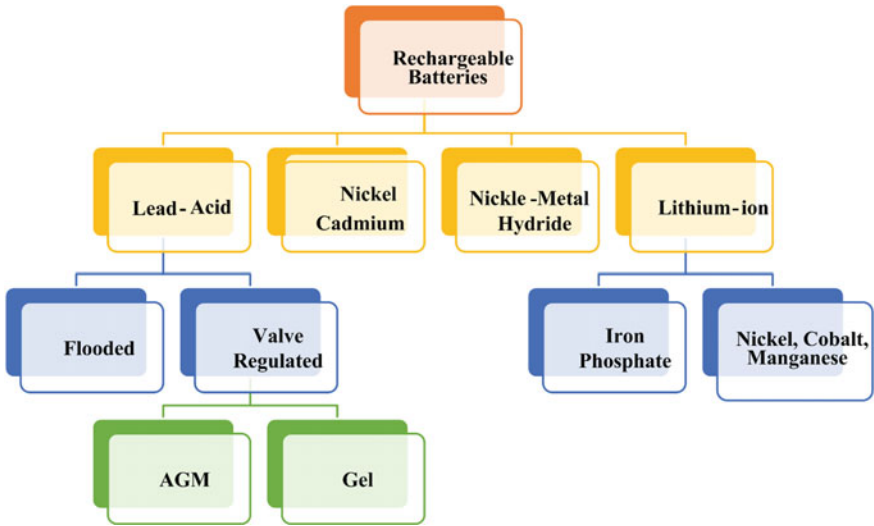 Rechargeable
Batteries
Lead-Acid
Nickel
Cadmium
Nickle-Metal
Hydride
Lithium-ion
Flooded
Valve
Regulated
Iron
Phosphate
Nickel, Cobalt,
Manganese
AGM
Gel